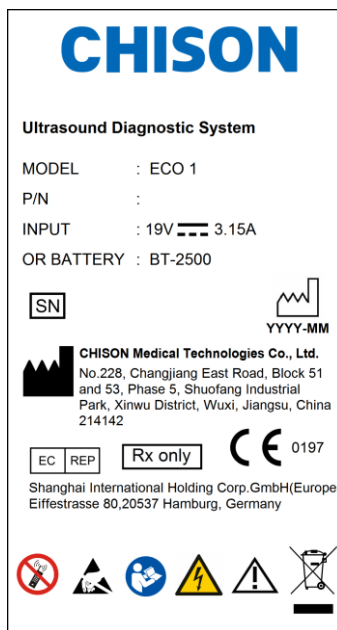 CHISON
Ultrasound Diagnostic System
MODEL : ECO 1
P/N :
INPUT : 19V 3.15A
OR BATTERY : BT-2500
SN
YYYY-MM
CHISON Medical Technologies Co., Ltd.
No.228, Changjiang East Road, Block 51
and 53, Phase 5, Shuofang Industrial
Park, Xinwu District, Wuxi, Jiangsu, China
214142
EC REP
Rx only
CE 0197
Shanghai International Holding Corp.GmbH(Europe
Eiffestrasse 80,20537 Hamburg, Germany